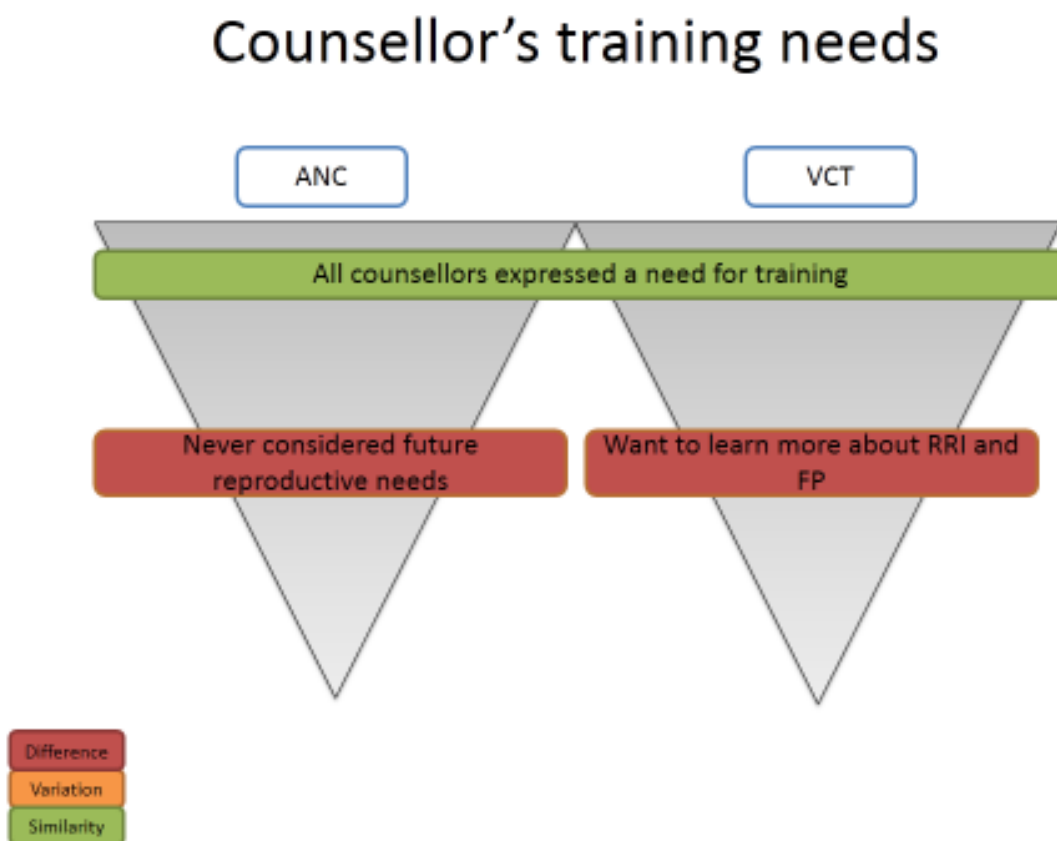 Counsellor's training needs
ANC
VCT
All counsellors expressed a need for training
Never considered future
reproductive needs
Want to learn more about RRI and
FP
Difference
Variation
Similarity